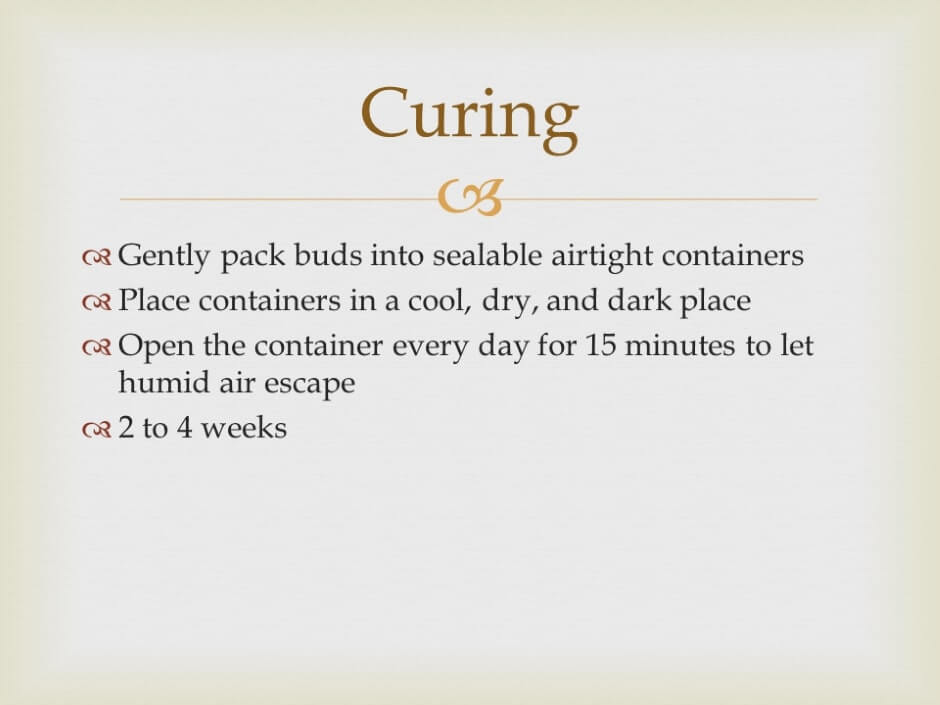 Curing
Gently pack buds into sealable airtight containers
Place containers in a cool, dry, and dark place
Open the container every day for 15 minutes to let
humid air escape
2 to 4 weeks